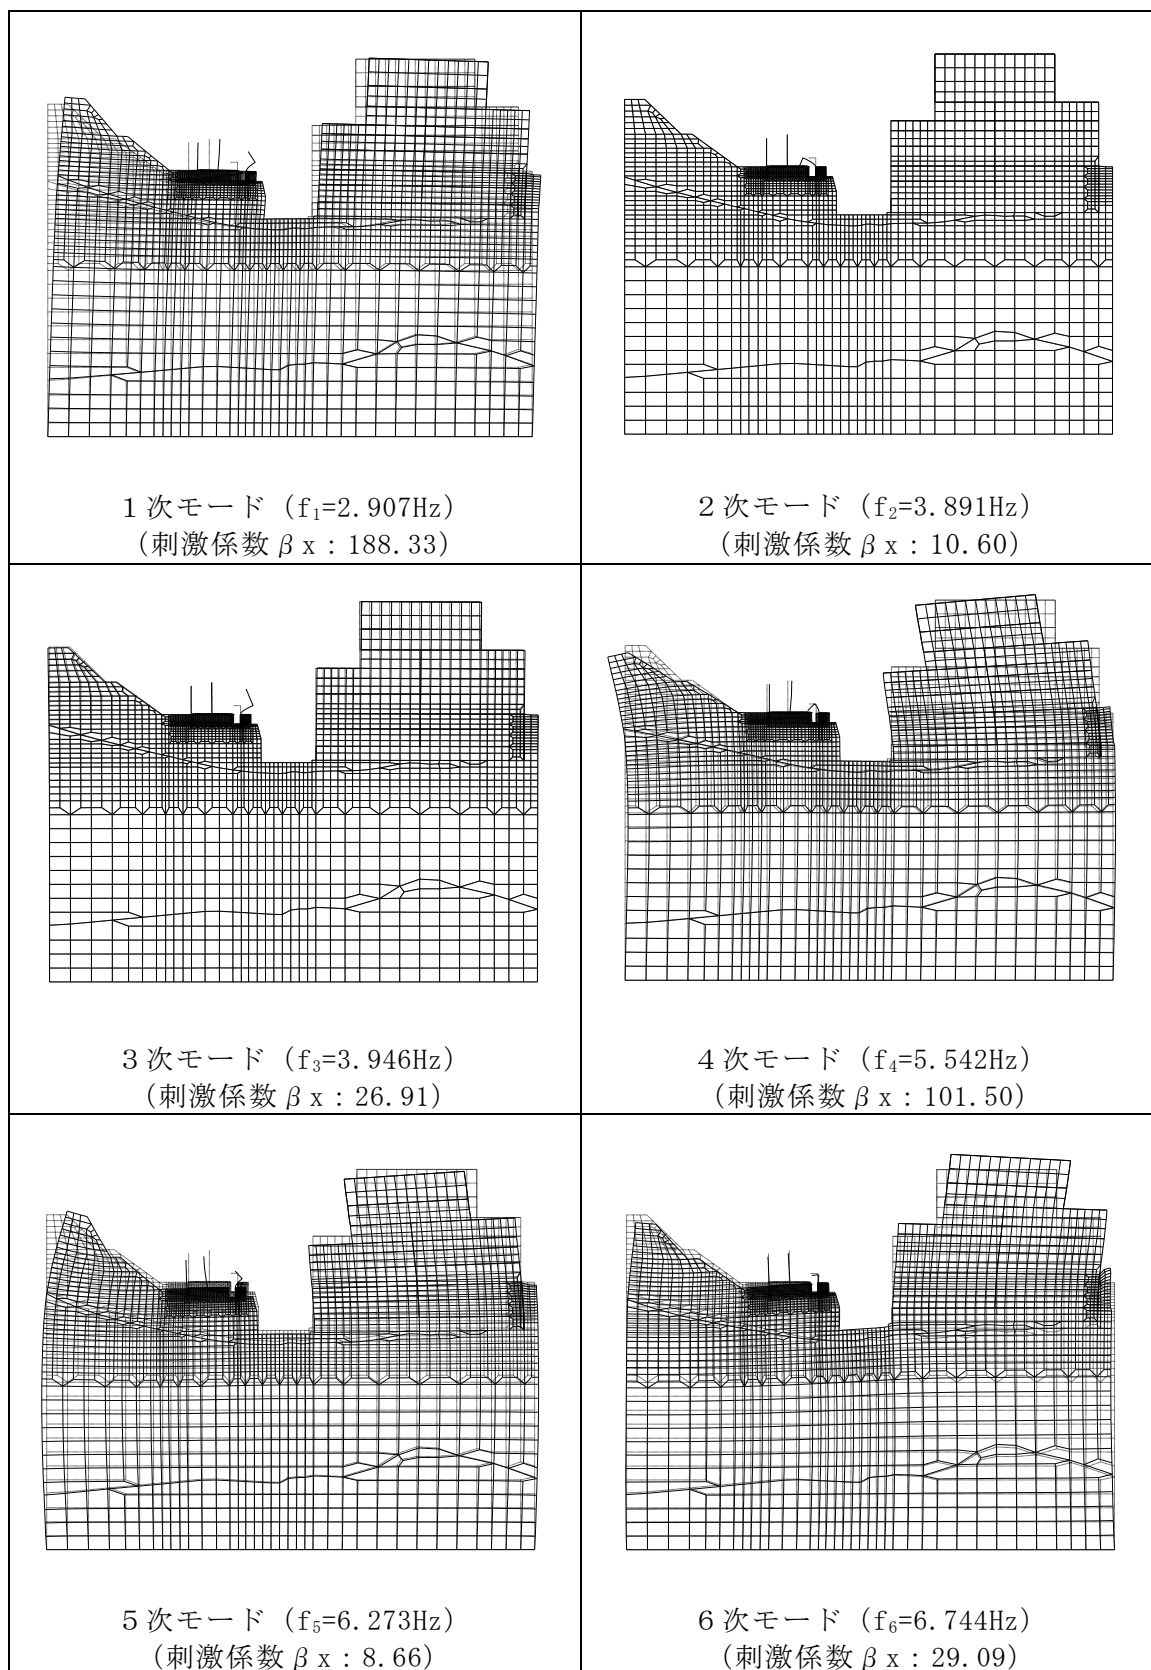 1次モード (f₁=2.907Hz)
(刺激係数βx:188.33)
2次モード (f₂=3.891Hz)
(刺激係数βx:10.60)
3次モード (f₃=3.946Hz)
(刺激係数βx:26.91)
4次モード (f₄=5.542Hz)
(刺激係数βx:101.50)
5次モード (f₅=6.273Hz)
(刺激係数βx:8.66)
6次モード (f₆=6.744Hz)
(刺激係数βx:29.09)